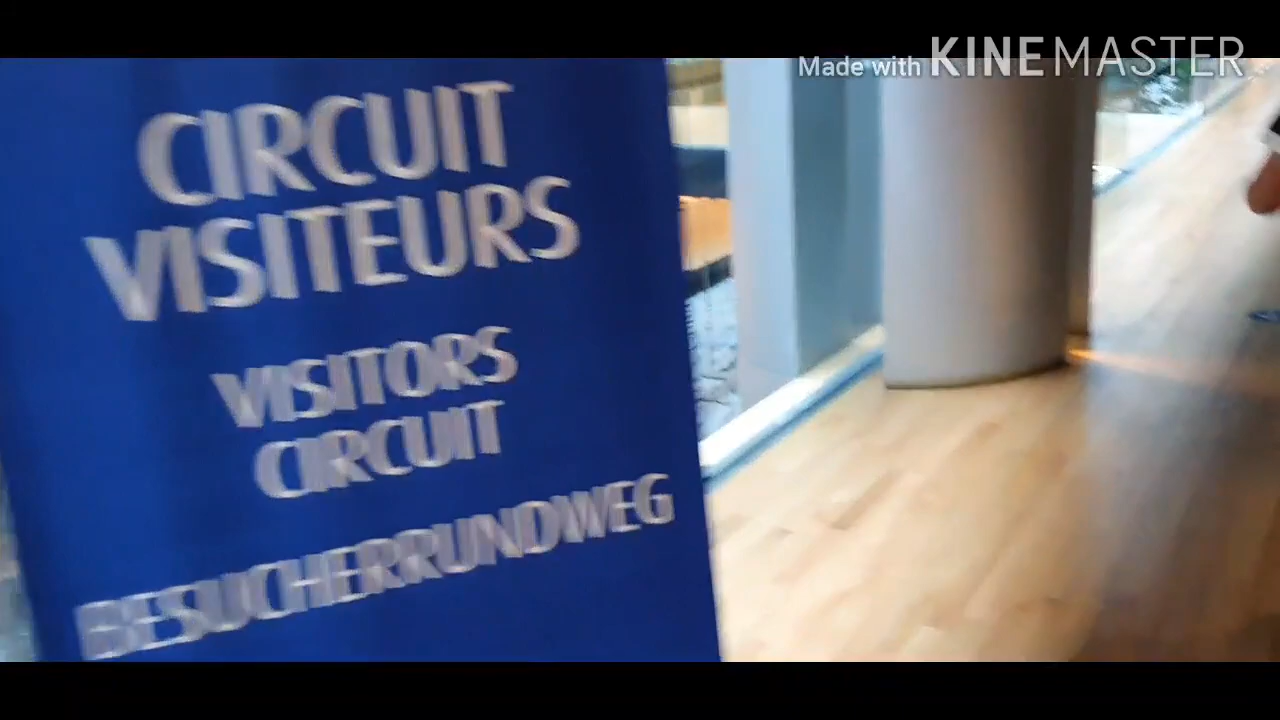 Made with KINEMASTER
CIRCUIT
VISITEURS
VISITORS
CIRCUIT
BESUCHERRUNDWEG